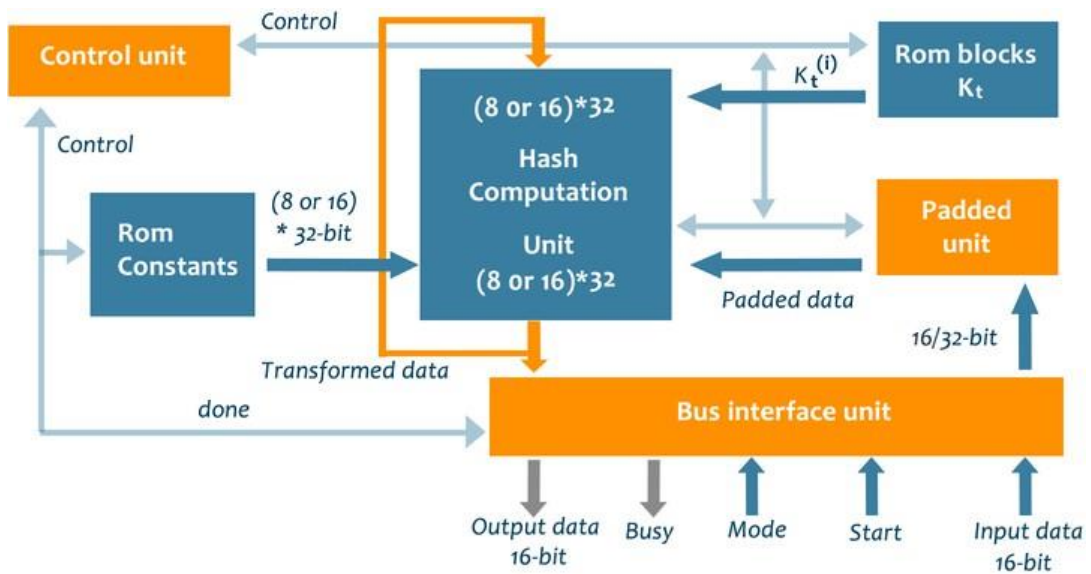 Control
Control unit
Rom blocks
Kₜ
Kₜ⁽ⁱ⁾
(8 or 16)*32
Hash
Computation
Unit
(8 or 16)*32
Control
(8 or 16)
* 32-bit
Rom
Constants
Padded
unit
Padded data
16/32-bit
Transformed data
done
Bus interface unit
Output data
16-bit
Busy
Mode
Start
Input data
16-bit